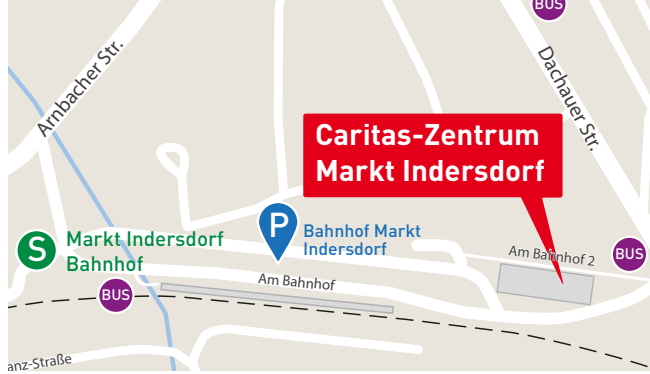 BUS
Arnbacher Str.
Dachauer Str.
Caritas-Zentrum
Markt Indersdorf
P
Bahnhof Markt
Indersdorf
S
Markt Indersdorf
Bahnhof
Am Bahnhof 2
BUS
Am Bahnhof
BUS
anz-Straße